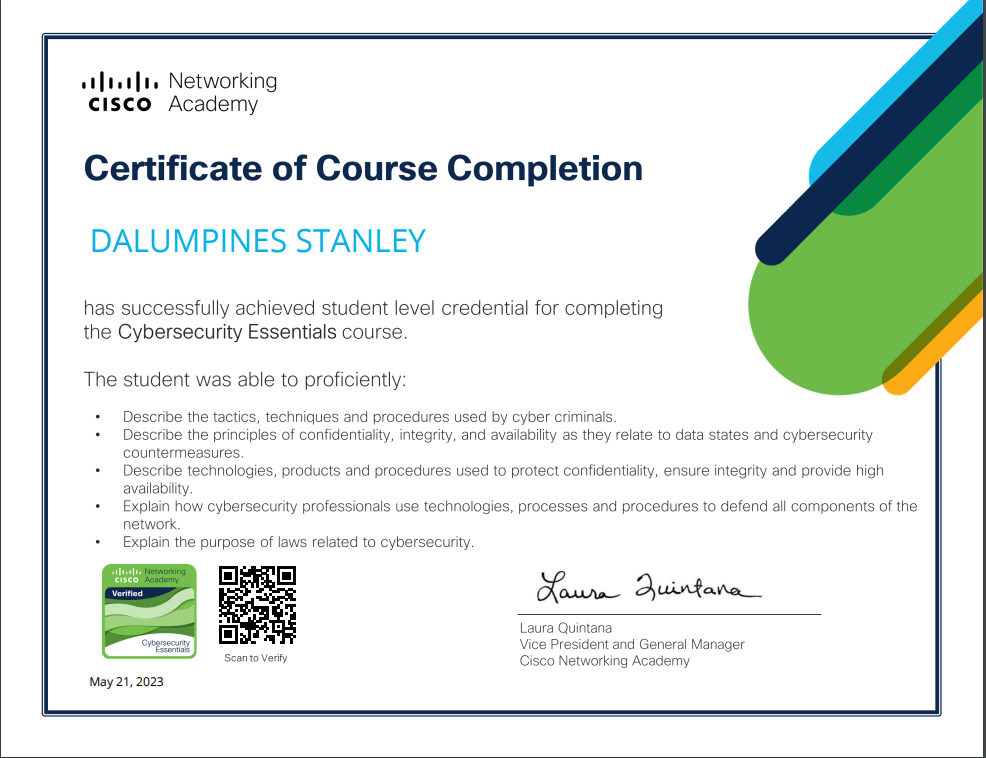 Networking
CISCO Academy
Certificate of Course Completion
DALUMPINES STANLEY
has successfully achieved student level credential for completing
the Cybersecurity Essentials course.
The student was able to proficiently:
• Describe the tactics, techniques and procedures used by cyber criminals.
• Describe the principles of confidentiality, integrity, and availability as they relate to data states and cybersecurity
countermeasures.
• Describe technologies, products and procedures used to protect confidentiality, ensure integrity and provide high
availability.
• Explain how cybersecurity professionals use technologies, processes and procedures to defend all components of the
network.
• Explain the purpose of laws related to cybersecurity.
Networking
CISCO Academy
Verified
Cybersecurity
Essentials
Scan to Verify
May 21, 2023
Laura Quintana
Laura Quintana
Vice President and General Manager
Cisco Networking Academy